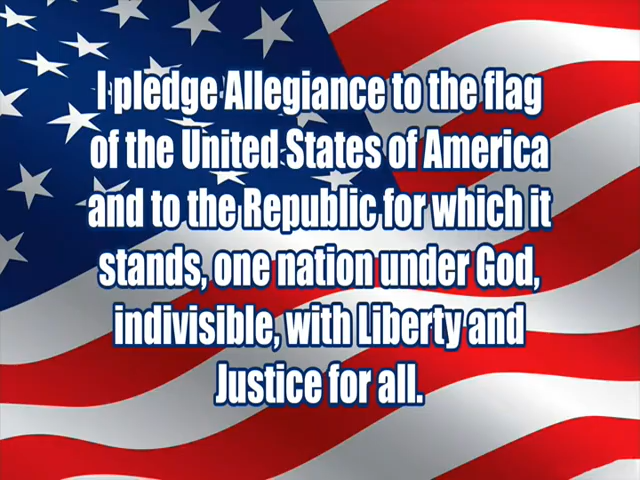 I pledge Allegiance to the flag
of the United States of America
and to the Republic for which it
stands, one nation under God,
indivisible, with Liberty and
Justice for all.